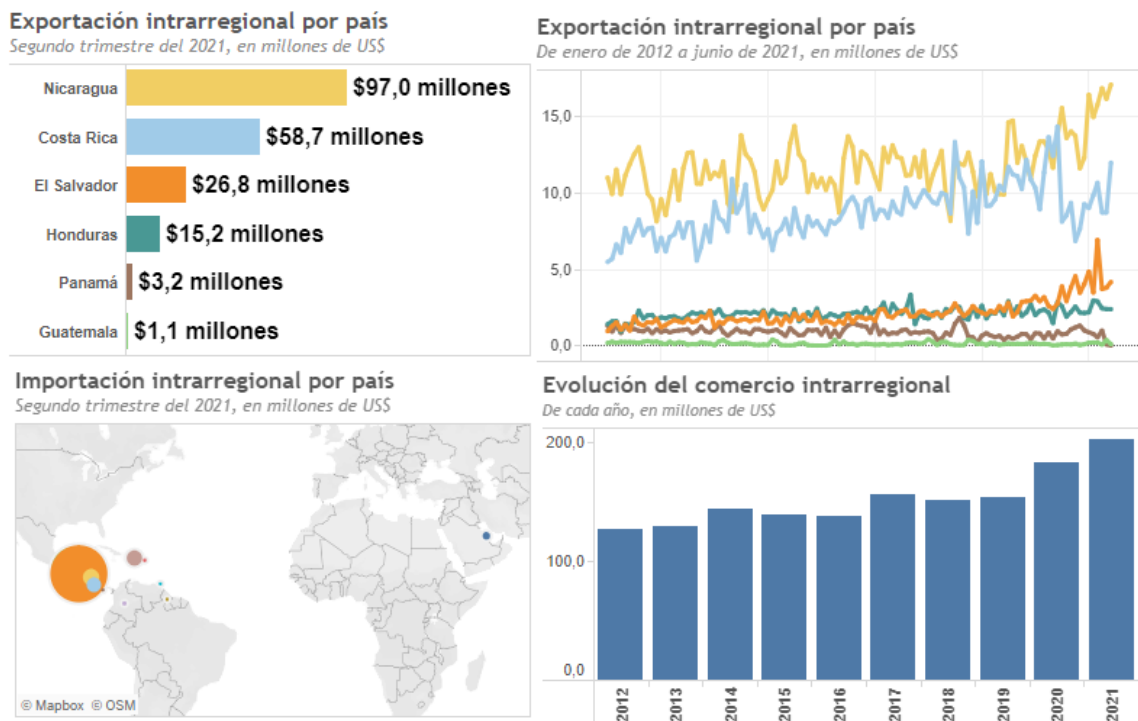 Exportación intrarregional por país
Segundo trimestre del 2021, en millones de US$
Nicaragua $97,0 millones
Costa Rica $58,7 millones
El Salvador $26,8 millones
Honduras $15,2 millones
Panamá $3,2 millones
Guatemala $1,1 millones
Exportación intrarregional por país
De enero de 2012 a junio de 2021, en millones de US$
15,0
10,0
5,0
0,0
Importación intrarregional por país
Segundo trimestre del 2021, en millones de US$
© Mapbox © OSM
Evolución del comercio intrarregional
De cada año, en millones de US$
200,0
100,0
0,0
2012
2013
2014
2015
2016
2017
2018
2019
2020
2021